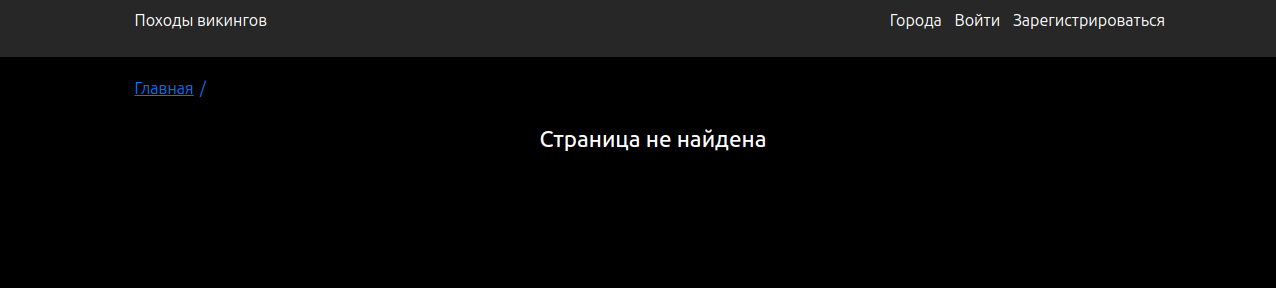 Походы викингов
Города Войти Зарегистрироваться
Главная /
Страница не найдена